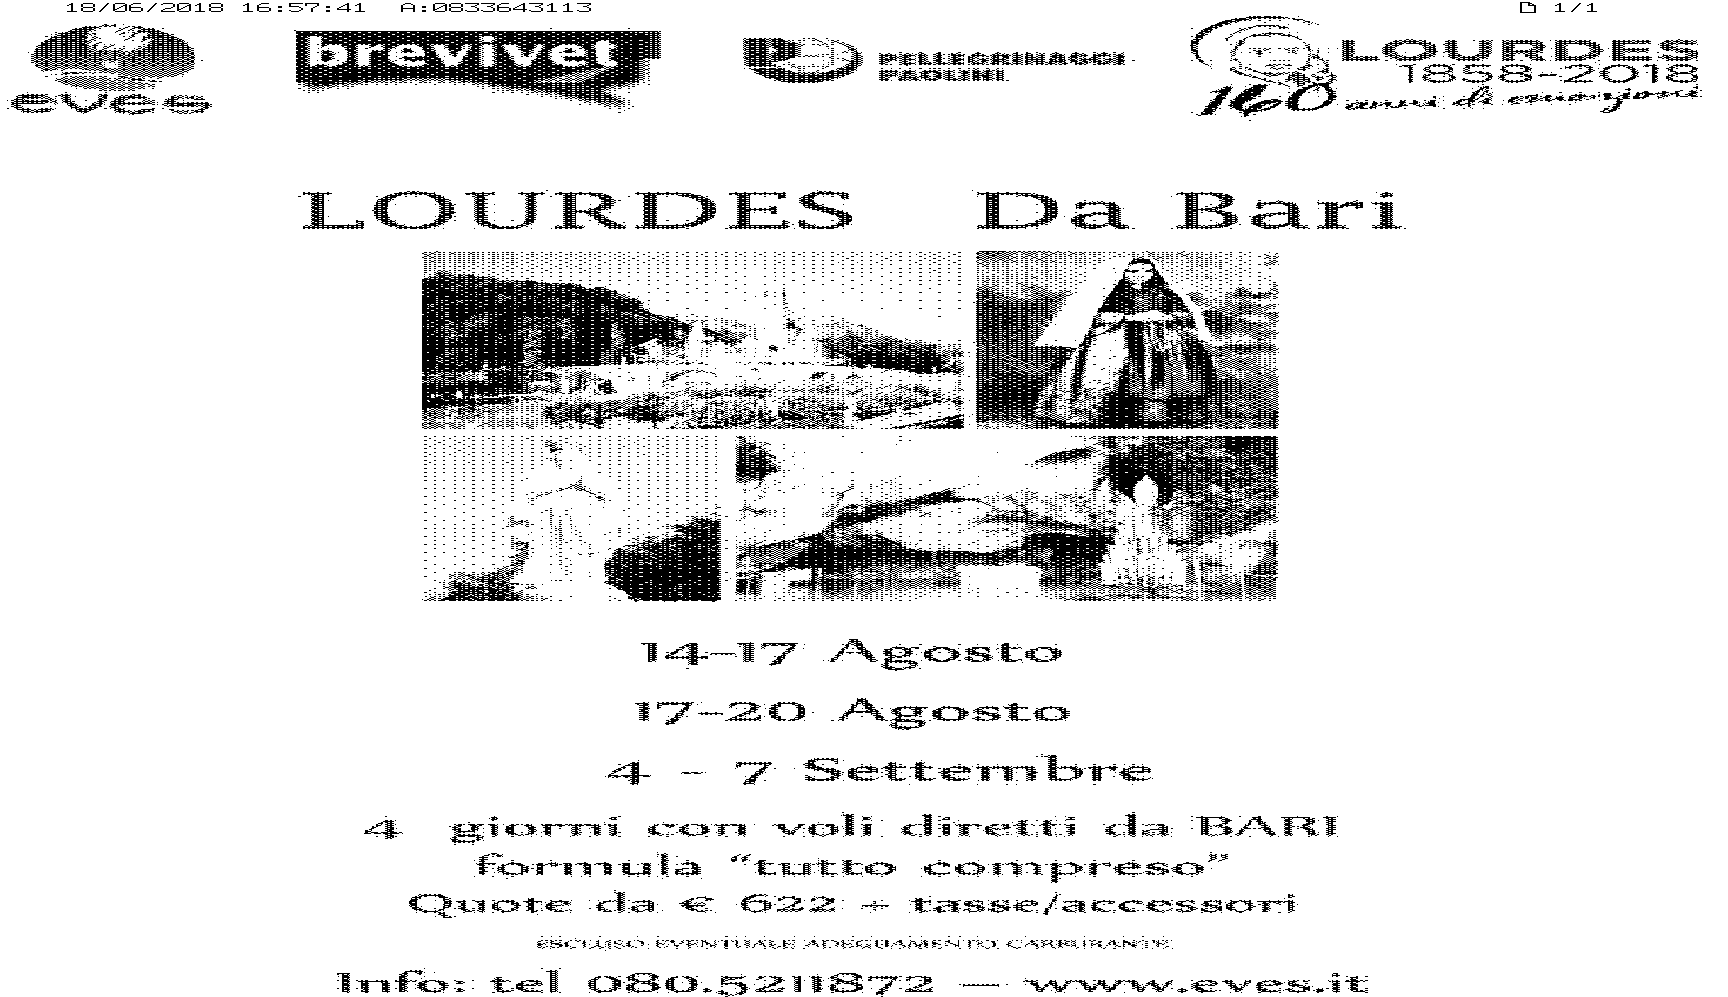 18/06/2018 16:57:41 A:0833643113 1/1
eves
brevivet
PELLEGRINAGGI
PAOLINI
LOURDES
1858-2018
160 anni di emozioni
LOURDES Da Bari
14-17 Agosto
17-20 Agosto
4 - 7 Settembre
4 giorni con voli diretti da BARI
formula “tutto compreso”
Quote da € 622 + tasse/accessori
ESCLUSO EVENTUALE ADEGUAMENTO CARBURANTE
Info: tel 080.5211872 – www.eves.it